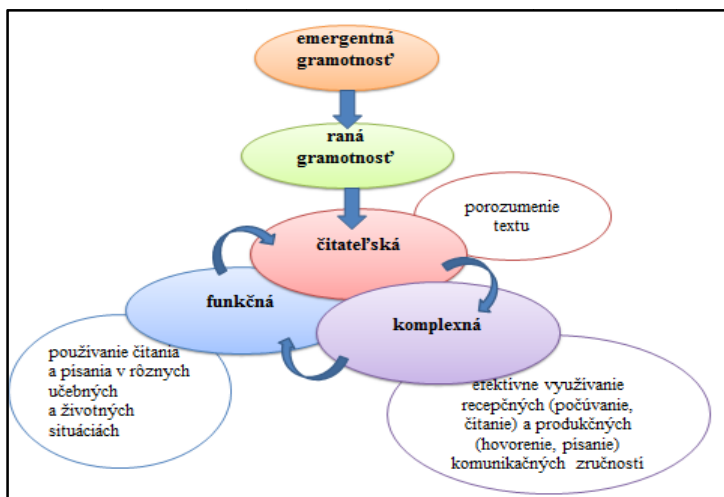 emergentná
gramotnosť
raná
gramotnosť
porozumenie
textu
čitateľská
funkčná
komplexná
používanie čítania
a písania v rôznych
učebných
a životných
situáciách
efektívne využívanie
recepčných (počúvanie,
čítanie) a produkčných
(hovorenie, písanie)
komunikačných zručností